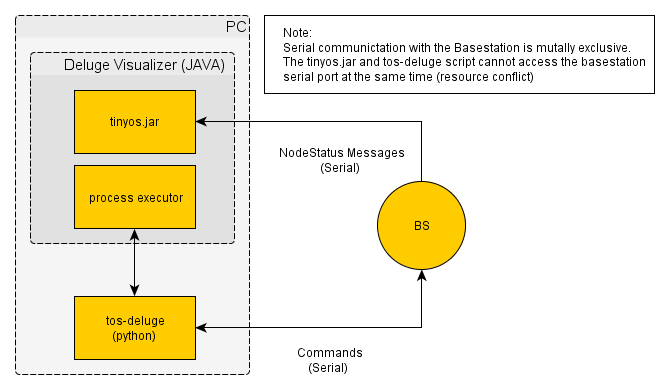 PC
Note:
Serial communictation with the Basestation is mutally exclusive.
The tinyos.jar and tos-deluge script cannot access the basestation
serial port at the same time (resource conflict)
Deluge Visualizer (JAVA)
tinyos.jar
NodeStatus Messages
(Serial)
process executor
BS
tos-deluge
(python)
Commands
(Serial)